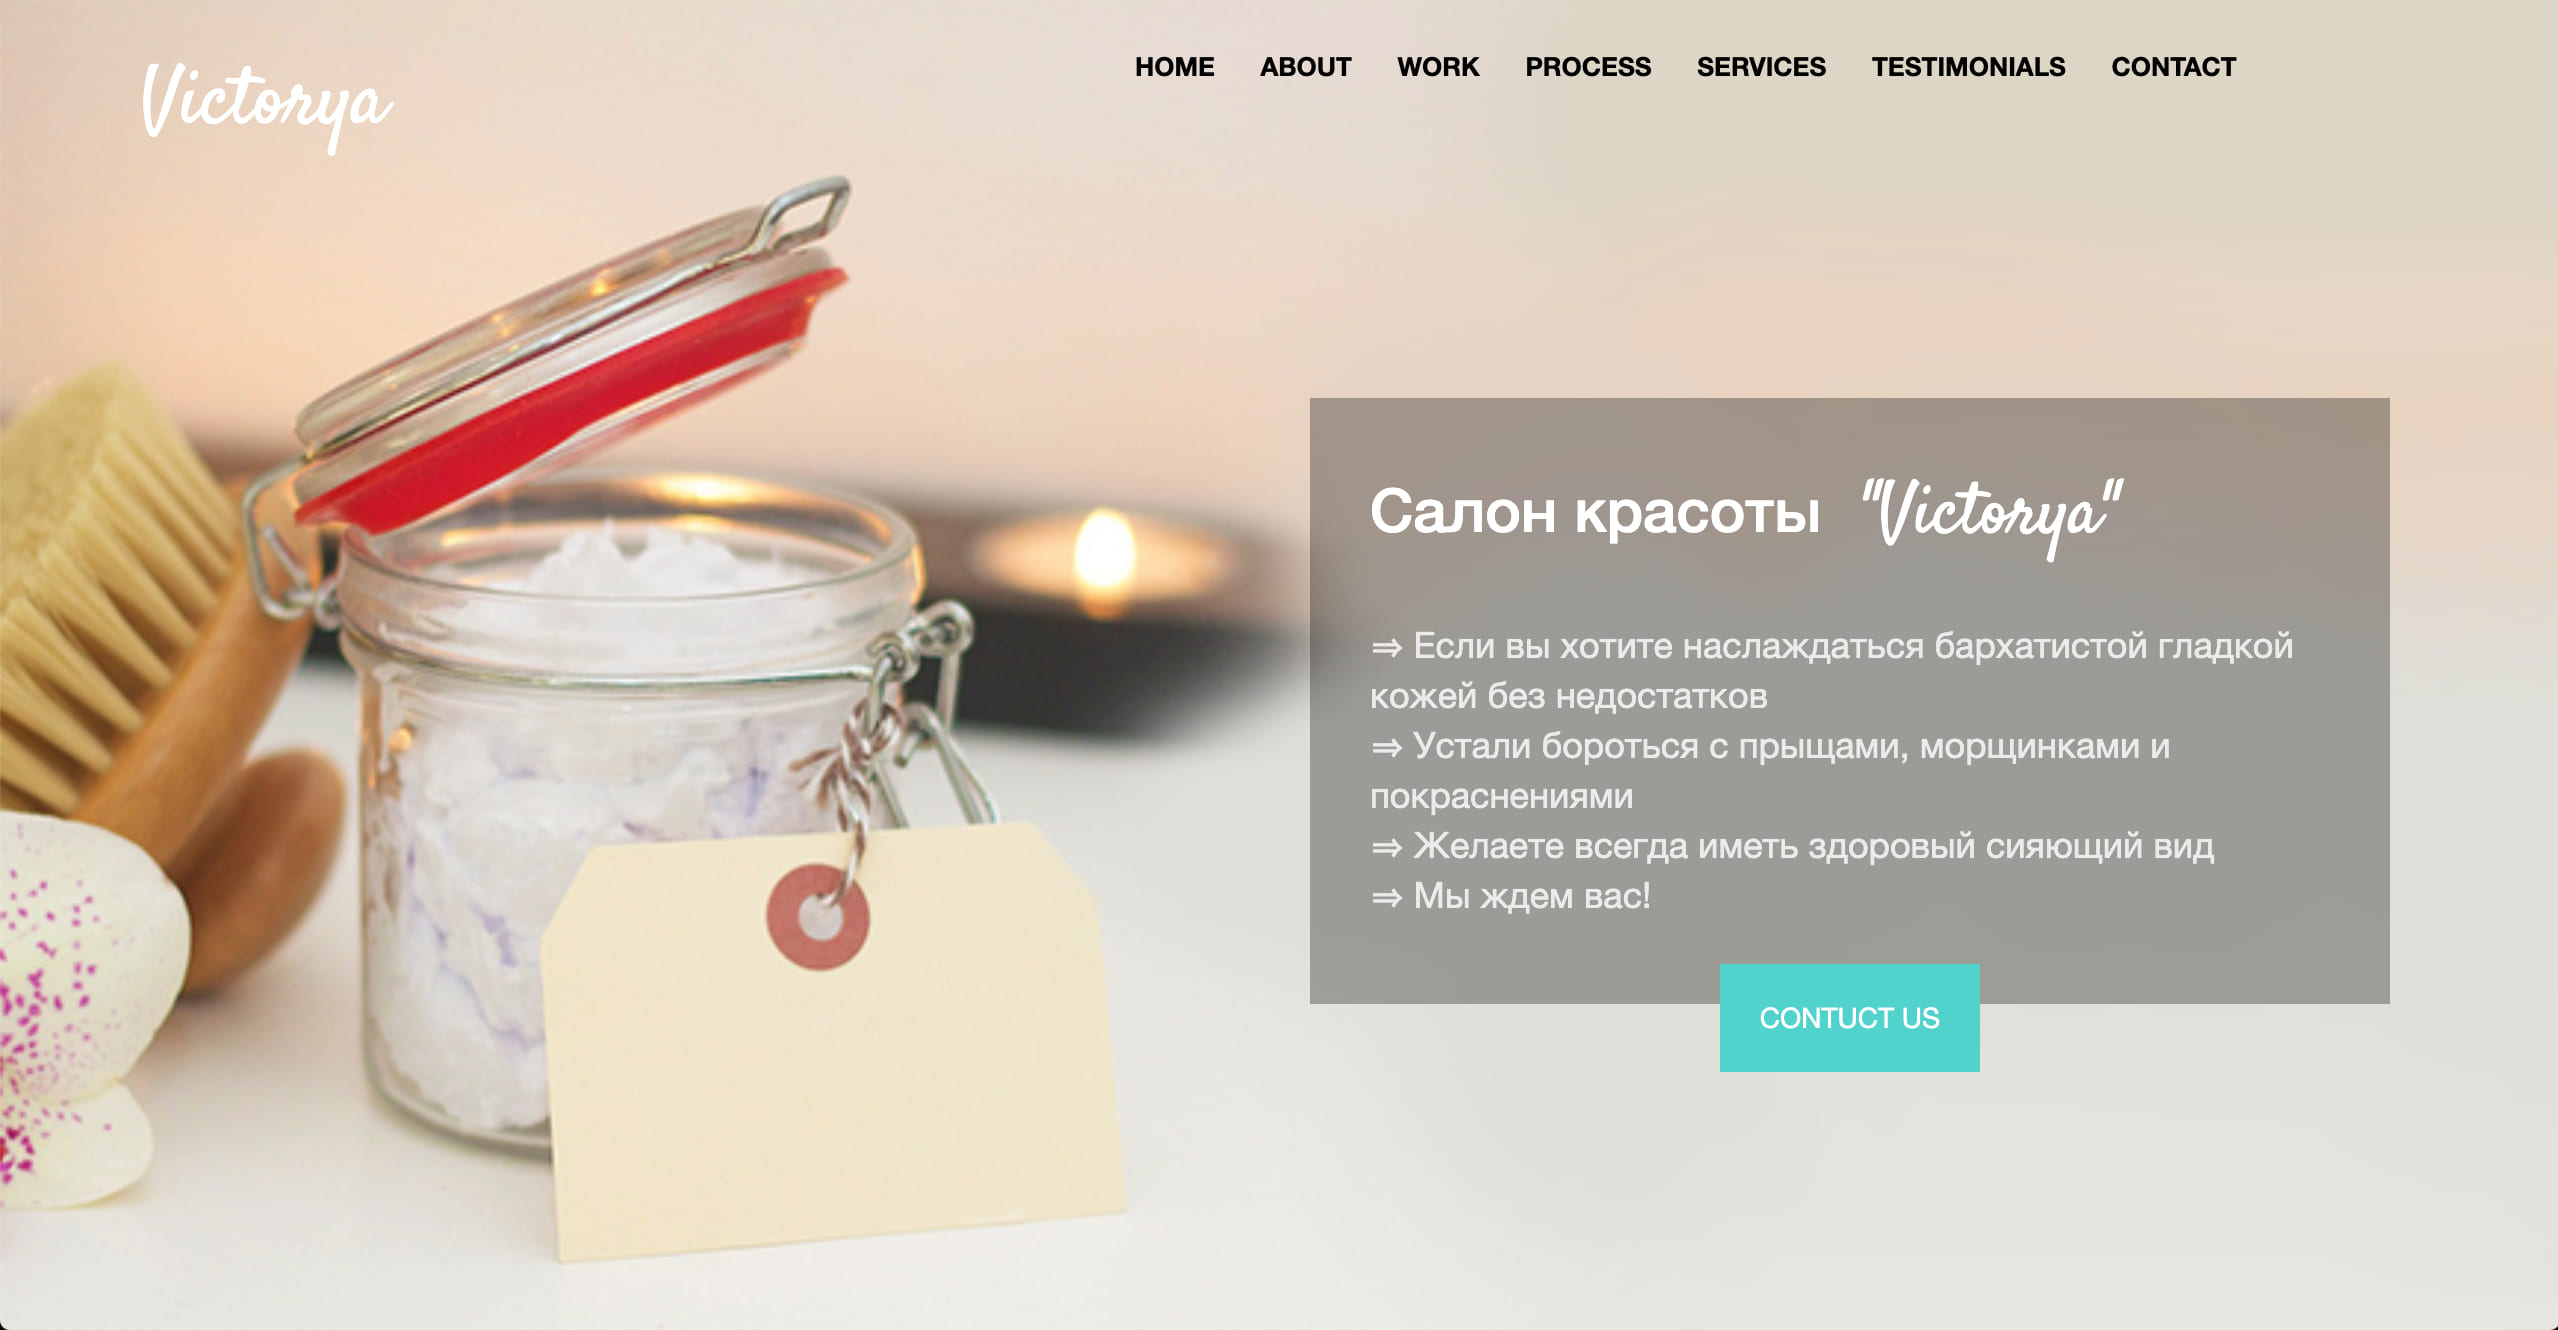 Victorya
HOME ABOUT WORK PROCESS SERVICES TESTIMONIALS CONTACT
Салон красоты "Victorya"
⇒ Если вы хотите наслаждаться бархатистой гладкой
кожей без недостатков
⇒ Устали бороться с прыщами, морщинками и
покраснениями
⇒ Желаете всегда иметь здоровый сияющий вид
⇒ Мы ждем вас!
CONTUCT US